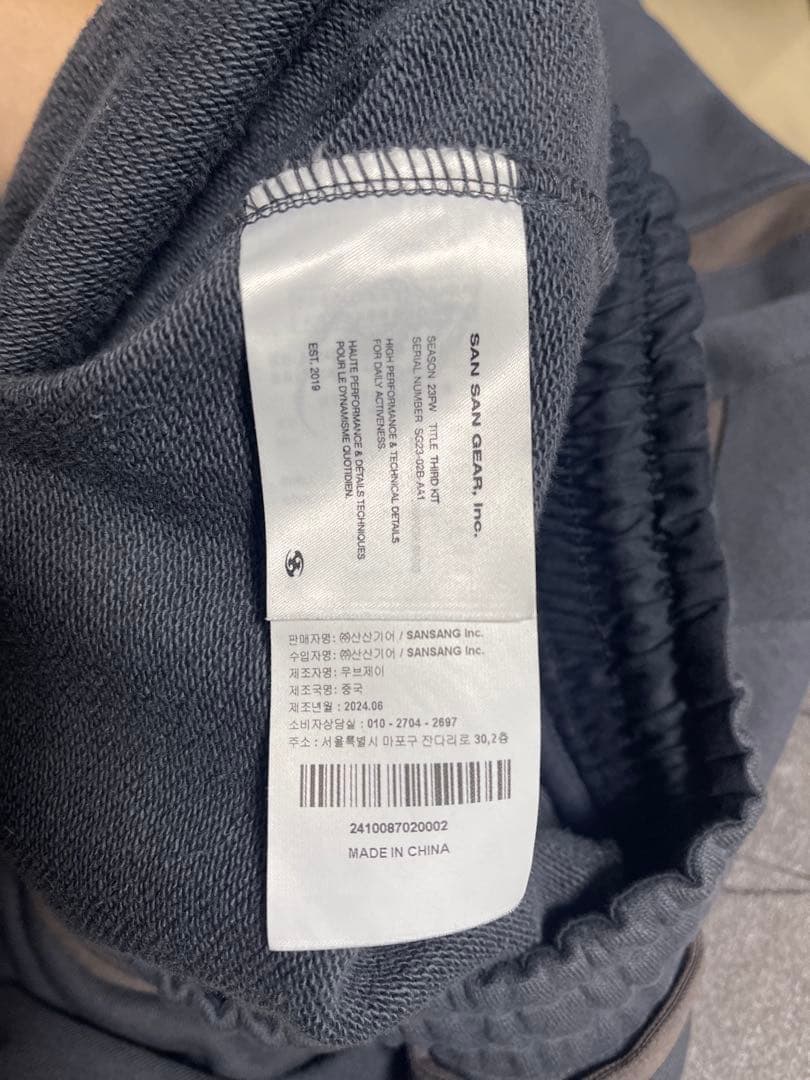 SAN SAN GEAR, Inc.
SEASON 23FW TITLE THIRD KIT
SERIAL NUMBER SG23-02B-AA1
HIGH PERFORMANCE & TECHNICAL DETAILS
FOR DAILY ACTIVENESS.
HAUTE PERFORMANCE & DÉTAILS TECHNIQUES
POUR LE DYNAMISME QUOTIDIEN.
EST. 2019
판매자명: ㈜산산기어 / SANSANG Inc.
수입자명: ㈜산산기어 / SANSANG Inc.
제조자명: 무브제이
제조국명: 중국
제조년월 : 2024.06
소비자상담실 : 010 - 2704 - 2697
주소 : 서울특별시 마포구 잔다리로 30,2층
2410087020002
MADE IN CHINA